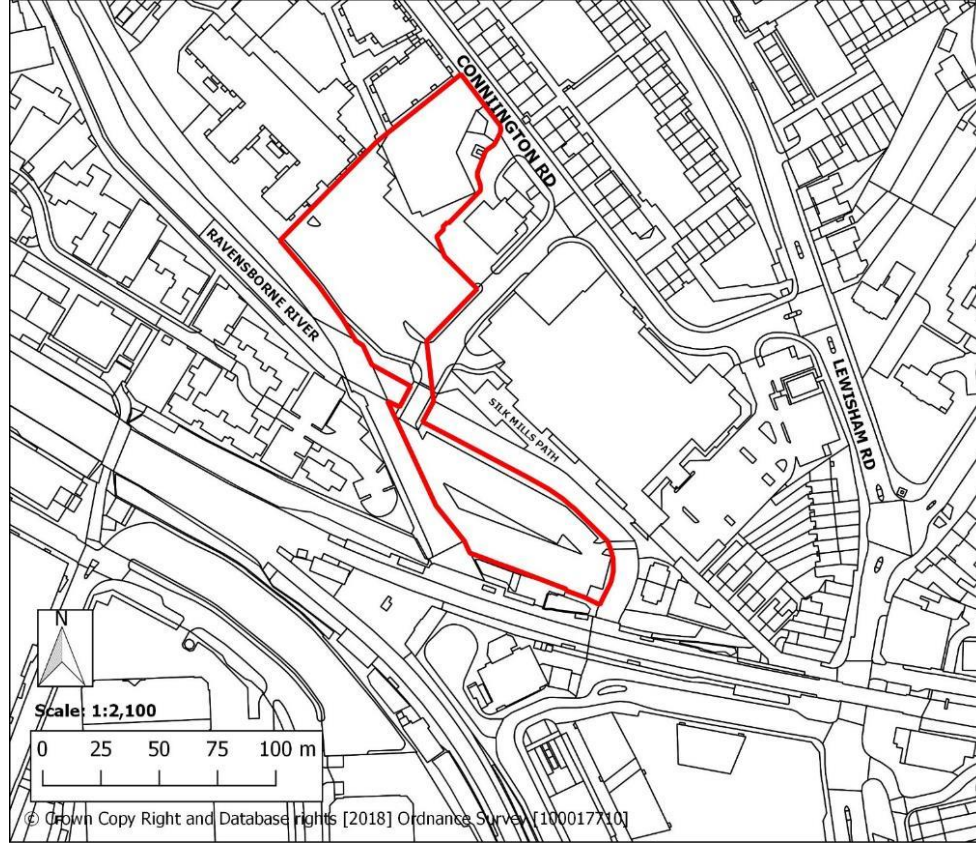 CONNLINGTON RD
RAVENSBORNE RIVER
SILK MILLS PATH
LEWISHAM RD
N
Scale: 1:2,100
0 25 50 75 100 m
© Crown Copy Right and Database rights [2018] Ordnance Survey [100017710]